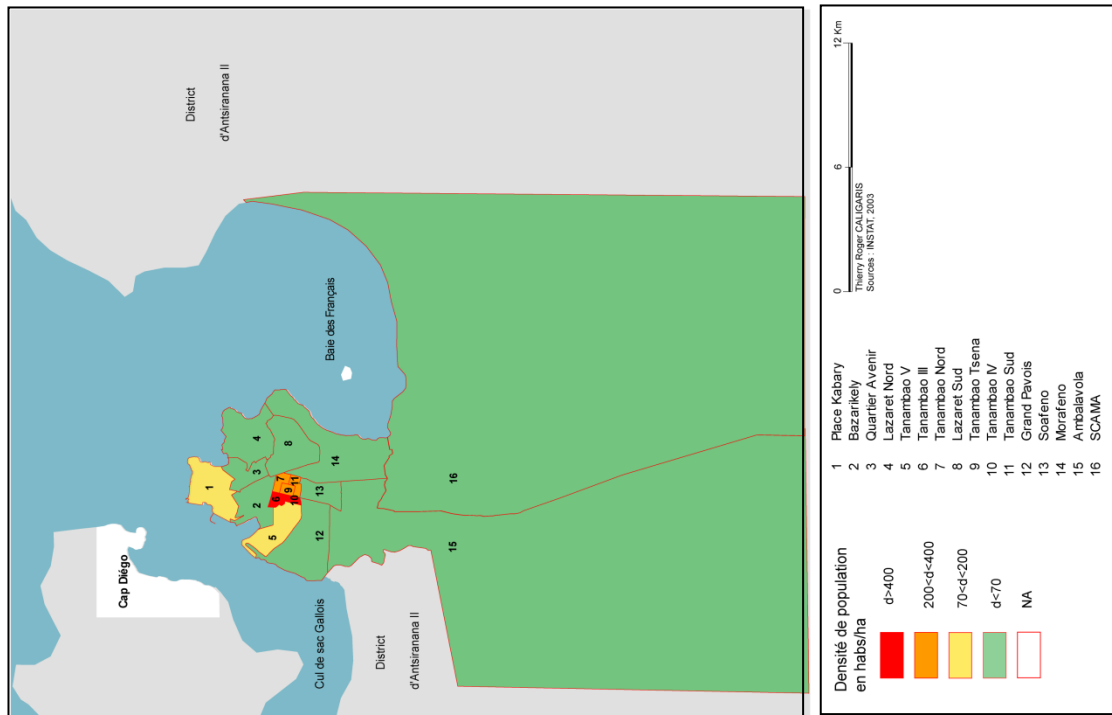 District
d'Antsiranana II
Cap Diégo
Baie des Français
Cul de sac Gallois
District
d'Antsiranana II
1
2
3
4
5
6
7
8
9
10
11
12
13
14
15
16
Densité de population
en habs/ha
d>400
200<d<400
70<d<200
d<70
NA
1 Place Kabary
2 Bazarikely
3 Quartier Avenir
4 Lazaret Nord
5 Tanambao V
6 Tanambao III
7 Tanambao Nord
8 Lazaret Sud
9 Tanambao Tsena
10 Tanambao IV
11 Tanambao Sud
12 Grand Pavois
13 Soafeno
14 Morafeno
15 Ambalavola
16 SCAMA
0 6 12 Km
Thierry Roger CALIGARIS
Sources : INSTAT, 2003